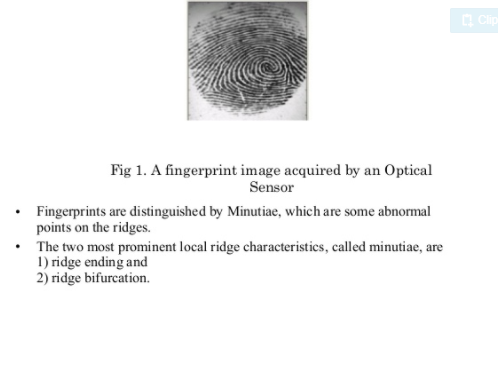 Clip
Fig 1. A fingerprint image acquired by an Optical
Sensor
• Fingerprints are distinguished by Minutiae, which are some abnormal
points on the ridges.
• The two most prominent local ridge characteristics, called minutiae, are
1) ridge ending and
2) ridge bifurcation.